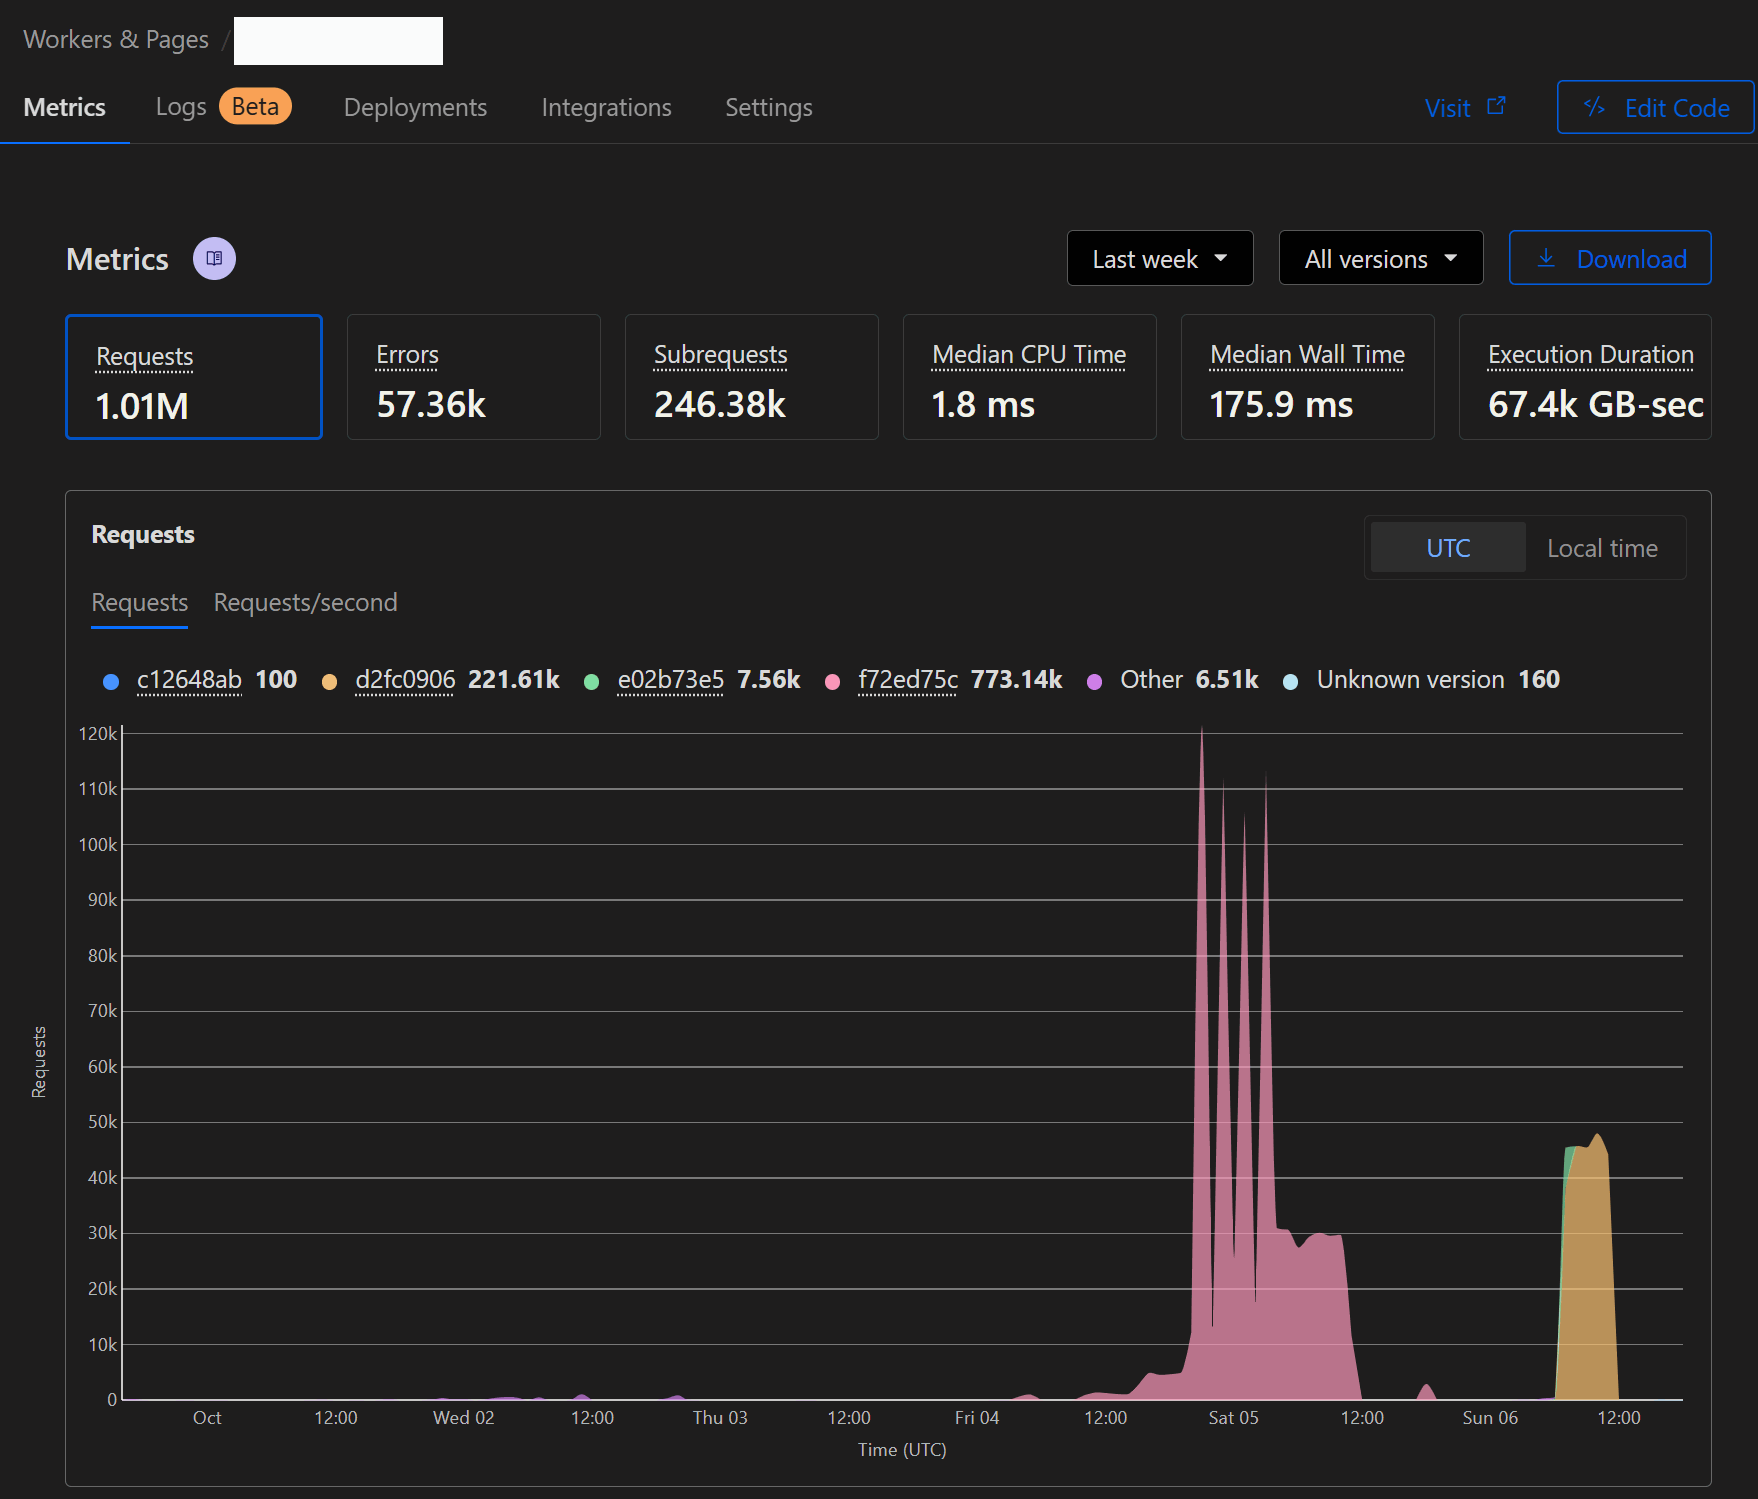 Workers & Pages /
Metrics Logs Beta Deployments Integrations Settings Visit Edit Code
Metrics Last week All versions Download
Requests Errors Subrequests Median CPU Time Median Wall Time Execution Duration
1.01M 57.36k 246.38k 1.8 ms 175.9 ms 67.4k GB-sec
Requests
UTC Local time
Requests Requests/second
c12648ab 100 d2fc0906 221.61k e02b73e5 7.56k f72ed75c 773.14k Other 6.51k Unknown version 160
120k
110k
100k
90k
80k
70k
60k
50k
40k
30k
20k
10k
0
Requests
Oct 12:00 Wed 02 12:00 Thu 03 12:00 Fri 04 12:00 Sat 05 12:00 Sun 06 12:00
Time (UTC)